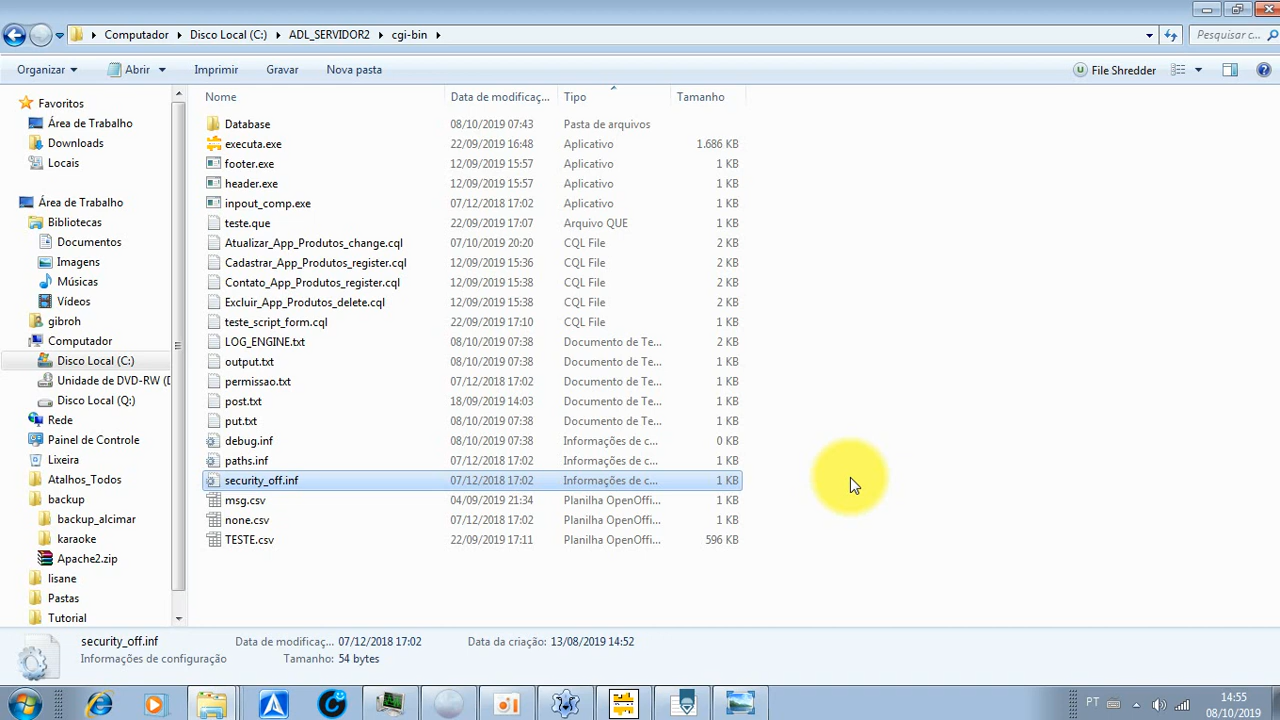 Computador Disco Local (C:) ADL_SERVIDOR2 cgi-bin Pesquisar c...
Organizar Abrir Imprimir Gravar Nova pasta File Shredder
Nome Data de modificaç... Tipo Tamanho
Favoritos
Área de Trabalho
Downloads
Locais
Área de Trabalho
Bibliotecas
Documentos
Imagens
Músicas
Vídeos
gibroh
Computador
Disco Local (C:)
Unidade de DVD-RW (D
Disco Local (Q:)
Rede
Painel de Controle
Lixeira
Atalhos_Todos
backup
backup_alcimar
karaoke
Apache2.zip
lisane
Pastas
Tutorial
Database 08/10/2019 07:43 Pasta de arquivos
executa.exe 22/09/2019 16:48 Aplicativo 1.686 KB
footer.exe 12/09/2019 15:57 Aplicativo 1 KB
header.exe 12/09/2019 15:57 Aplicativo 1 KB
inpout_comp.exe 07/12/2018 17:02 Aplicativo 1 KB
teste.que 22/09/2019 17:07 Arquivo QUE 1 KB
Atualizar_App_Produtos_change.cql 07/10/2019 20:20 CQL File 2 KB
Cadastrar_App_Produtos_register.cql 12/09/2019 15:36 CQL File 2 KB
Contato_App_Produtos_register.cql 12/09/2019 15:38 CQL File 2 KB
Excluir_App_Produtos_delete.cql 12/09/2019 15:38 CQL File 2 KB
teste_script_form.cql 22/09/2019 17:10 CQL File 1 KB
LOG_ENGINE.txt 08/10/2019 07:38 Documento de Te... 2 KB
output.txt 08/10/2019 07:38 Documento de Te... 1 KB
permissao.txt 07/12/2018 17:02 Documento de Te... 1 KB
post.txt 18/09/2019 14:03 Documento de Te... 1 KB
put.txt 08/10/2019 07:38 Documento de Te... 1 KB
debug.inf 08/10/2019 07:38 Informações de c... 0 KB
paths.inf 07/12/2018 17:02 Informações de c... 1 KB
security_off.inf 07/12/2018 17:02 Informações de c... 1 KB
msg.csv 04/09/2019 21:34 Planilha OpenOffi... 1 KB
none.csv 07/12/2018 17:02 Planilha OpenOffi... 1 KB
TESTE.csv 22/09/2019 17:11 Planilha OpenOffi... 596 KB
security_off.inf Data de modificaç... 07/12/2018 17:02 Data da criação: 13/08/2019 14:52
Informações de configuração Tamanho: 54 bytes
PT 14:55
08/10/2019